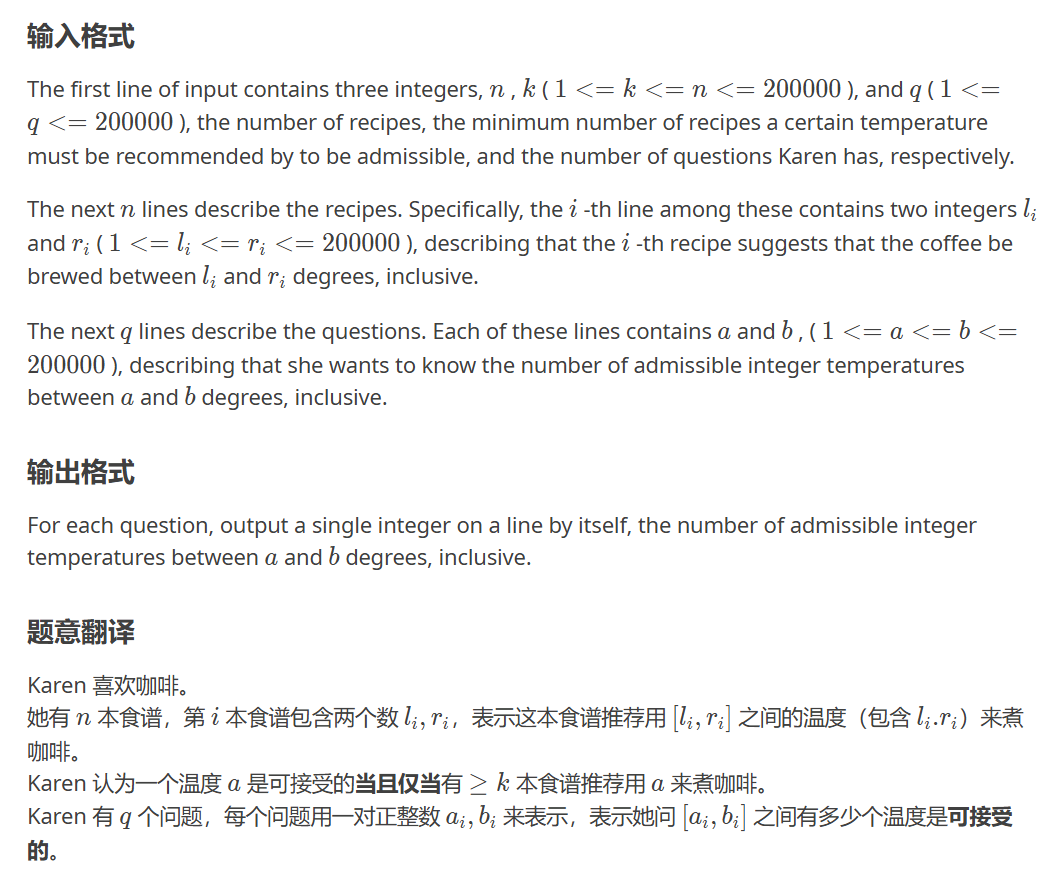 输入格式
The first line of input contains three integers, n , k ( 1 <= k <= n <= 200000 ), and q ( 1 <=
q <= 200000 ), the number of recipes, the minimum number of recipes a certain temperature
must be recommended by to be admissible, and the number of questions Karen has, respectively.
The next n lines describe the recipes. Specifically, the i -th line among these contains two integers l_i
and r_i ( 1 <= l_i <= r_i <= 200000 ), describing that the i -th recipe suggests that the coffee be
brewed between l_i and r_i degrees, inclusive.
The next q lines describe the questions. Each of these lines contains a and b , ( 1 <= a <= b <=
200000 ), describing that she wants to know the number of admissible integer temperatures
between a and b degrees, inclusive.
输出格式
For each question, output a single integer on a line by itself, the number of admissible integer
temperatures between a and b degrees, inclusive.
题意翻译
Karen 喜欢咖啡。
她有 n 本食谱，第 i 本食谱包含两个数 l_i, r_i，表示这本食谱推荐用 [l_i, r_i] 之间的温度（包含 l_i.r_i）来煮
咖啡。
Karen 认为一个温度 a 是可接受的当且仅当有 ≥ k 本食谱推荐用 a 来煮咖啡。
Karen 有 q 个问题，每个问题用一对正整数 a_i, b_i 来表示，表示她问 [a_i, b_i] 之间有多少个温度是可接受
的。